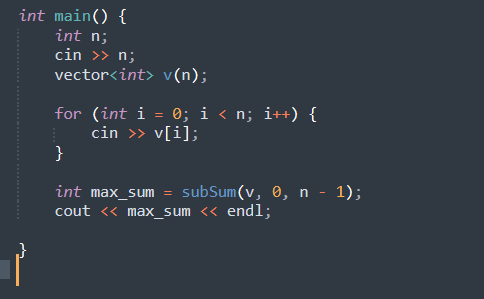 int main() {
    int n;
    cin >> n;
    vector<int> v(n);
    for (int i = 0; i < n; i++) {
        cin >> v[i];
    }
    int max_sum = subSum(v, 0, n - 1);
    cout << max_sum << endl;
}